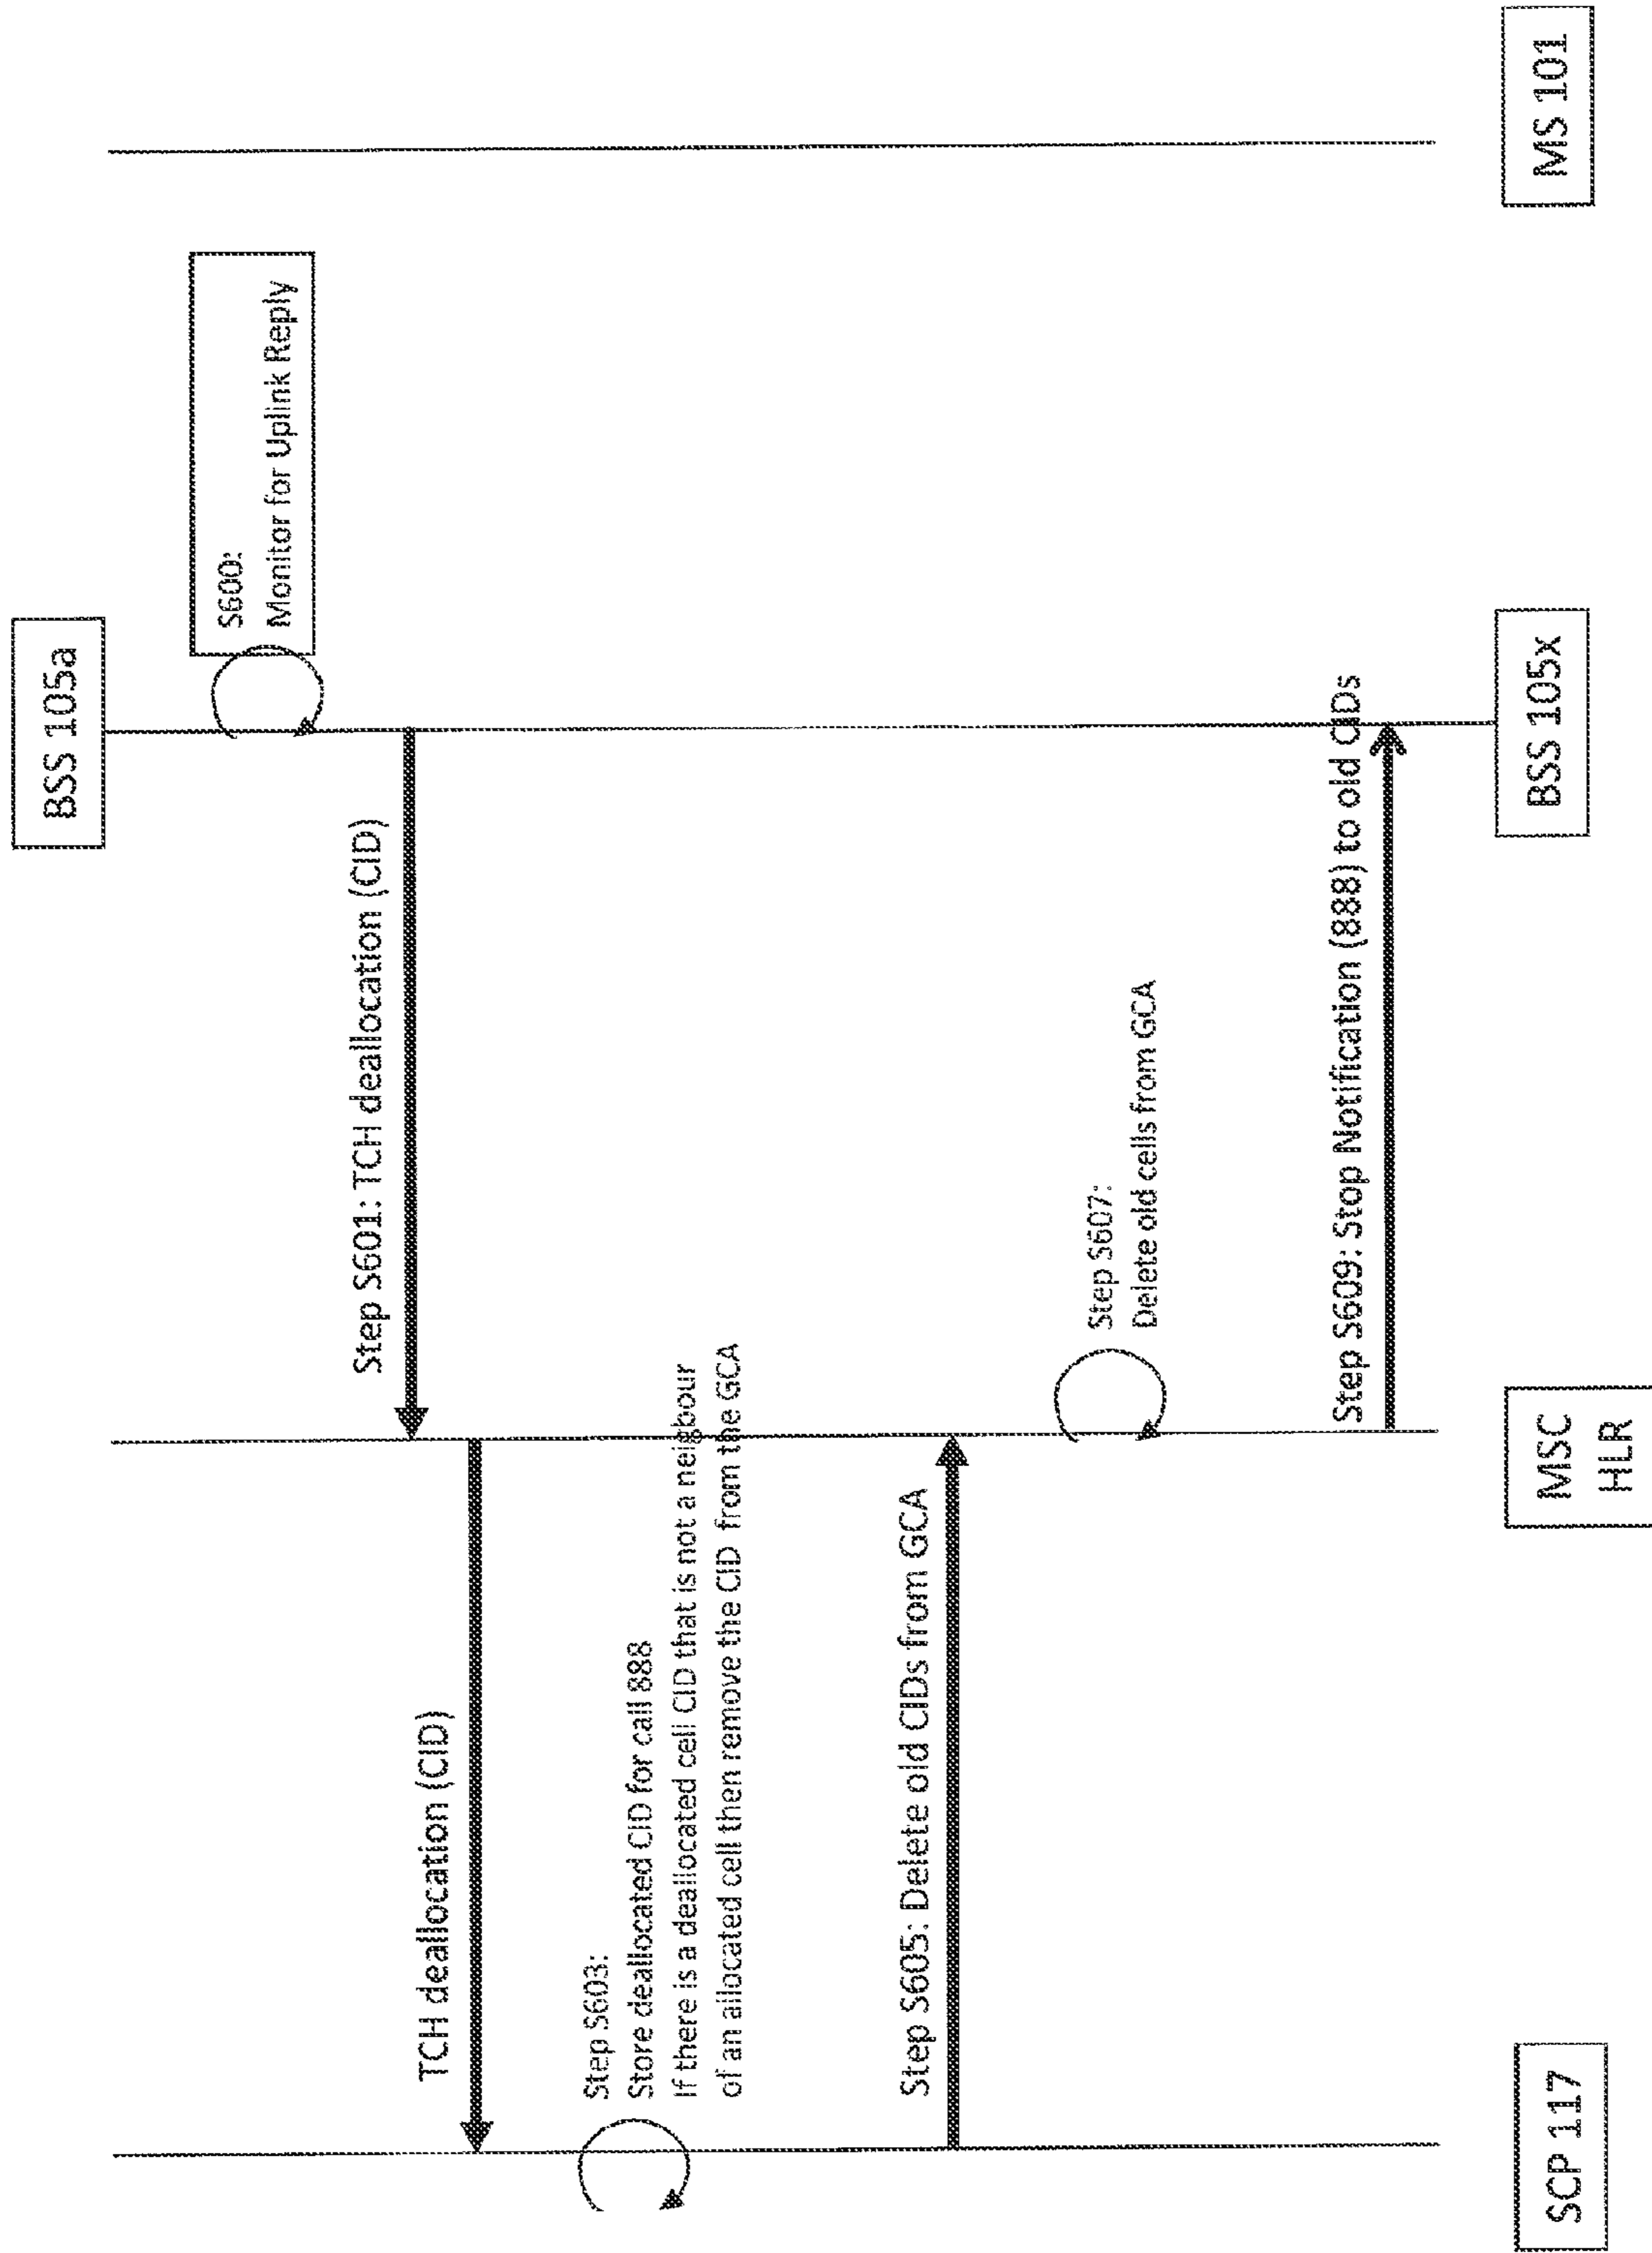 BSS 105a
S600:
Monitor for Uplink Reply
Step S601: TCH deallocation (CID)
TCH deallocation (CID)
Step S603:
Store deallocated CID for call 888
If there is a deallocated cell CID that is not a neigbour
of an allocated cell then remove the CID from the GCA
Step S605: Delete old CIDs from GCA
Step S607:
Delete old cells from GCA
Step S609: Stop Notification (888) to old CIDs
SCP 117
MSC
HLR
BSS 105x
MS 101